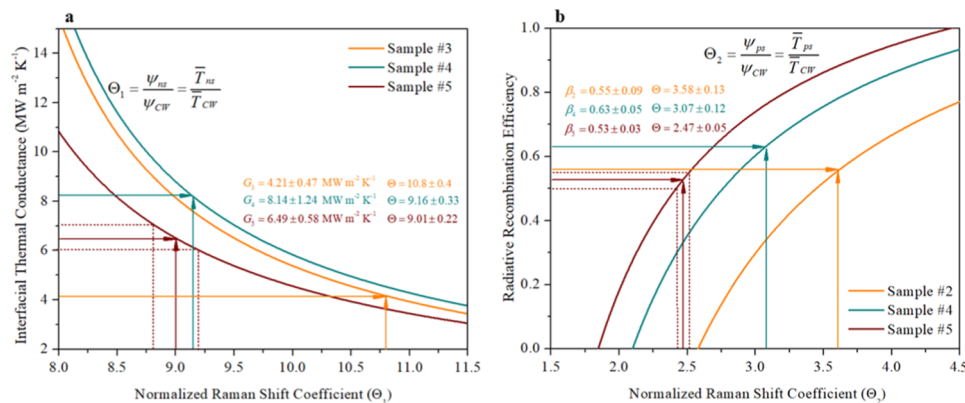 a
Interfacial Thermal Conductance (MW m⁻² K⁻¹)
14
12
10
8
6
4
2
Sample #3
Sample #4
Sample #5
Θ₁ = ψₙₛ / ψ_CW = T̅ₙₛ / T̅_CW
G₃ = 4.21±0.47 MW m⁻² K⁻¹ Θ = 10.8±0.4
G₄ = 8.14±1.24 MW m⁻² K⁻¹ Θ = 9.16±0.33
G₅ = 6.49±0.58 MW m⁻² K⁻¹ Θ = 9.01±0.22
8.0 8.5 9.0 9.5 10.0 10.5 11.0 11.5
Normalized Raman Shift Coefficient (Θ₁)
b
Radiative Recombination Efficiency
1.0
0.8
0.6
0.4
0.2
0.0
Θ₂ = ψₚₛ / ψ_CW = T̅ₚₛ / T̅_CW
β₂ = 0.55±0.09 Θ = 3.58±0.13
β₄ = 0.63±0.05 Θ = 3.07±0.12
β₅ = 0.53±0.03 Θ = 2.47±0.05
Sample #2
Sample #4
Sample #5
1.5 2.0 2.5 3.0 3.5 4.0 4.5
Normalized Raman Shift Coefficient (Θ₂)